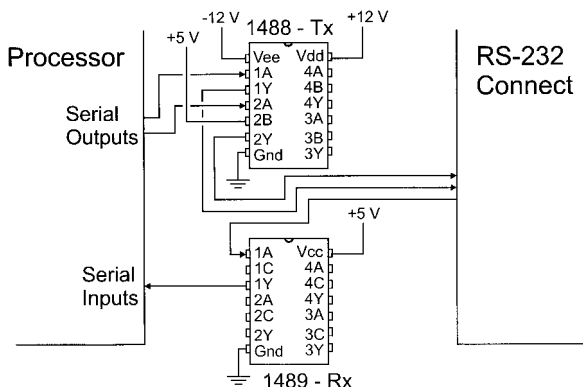 1488 - Tx
-12 V
+12 V
+5 V
Processor
RS-232
Connect
Serial
Outputs
Vee Vdd
1A 4A
1Y 4B
2A 4Y
2B 3A
2Y 3B
Gnd 3Y
+5 V
Serial
Inputs
1A Vcc
1C 4A
1Y 4C
2A 4Y
2C 3A
2Y 3C
Gnd 3Y
1489 - Rx